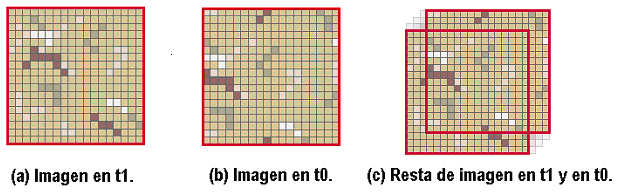 (a) Imagen en t1.
(b) Imagen en t0.
(c) Resta de imagen en t1 y en t0.